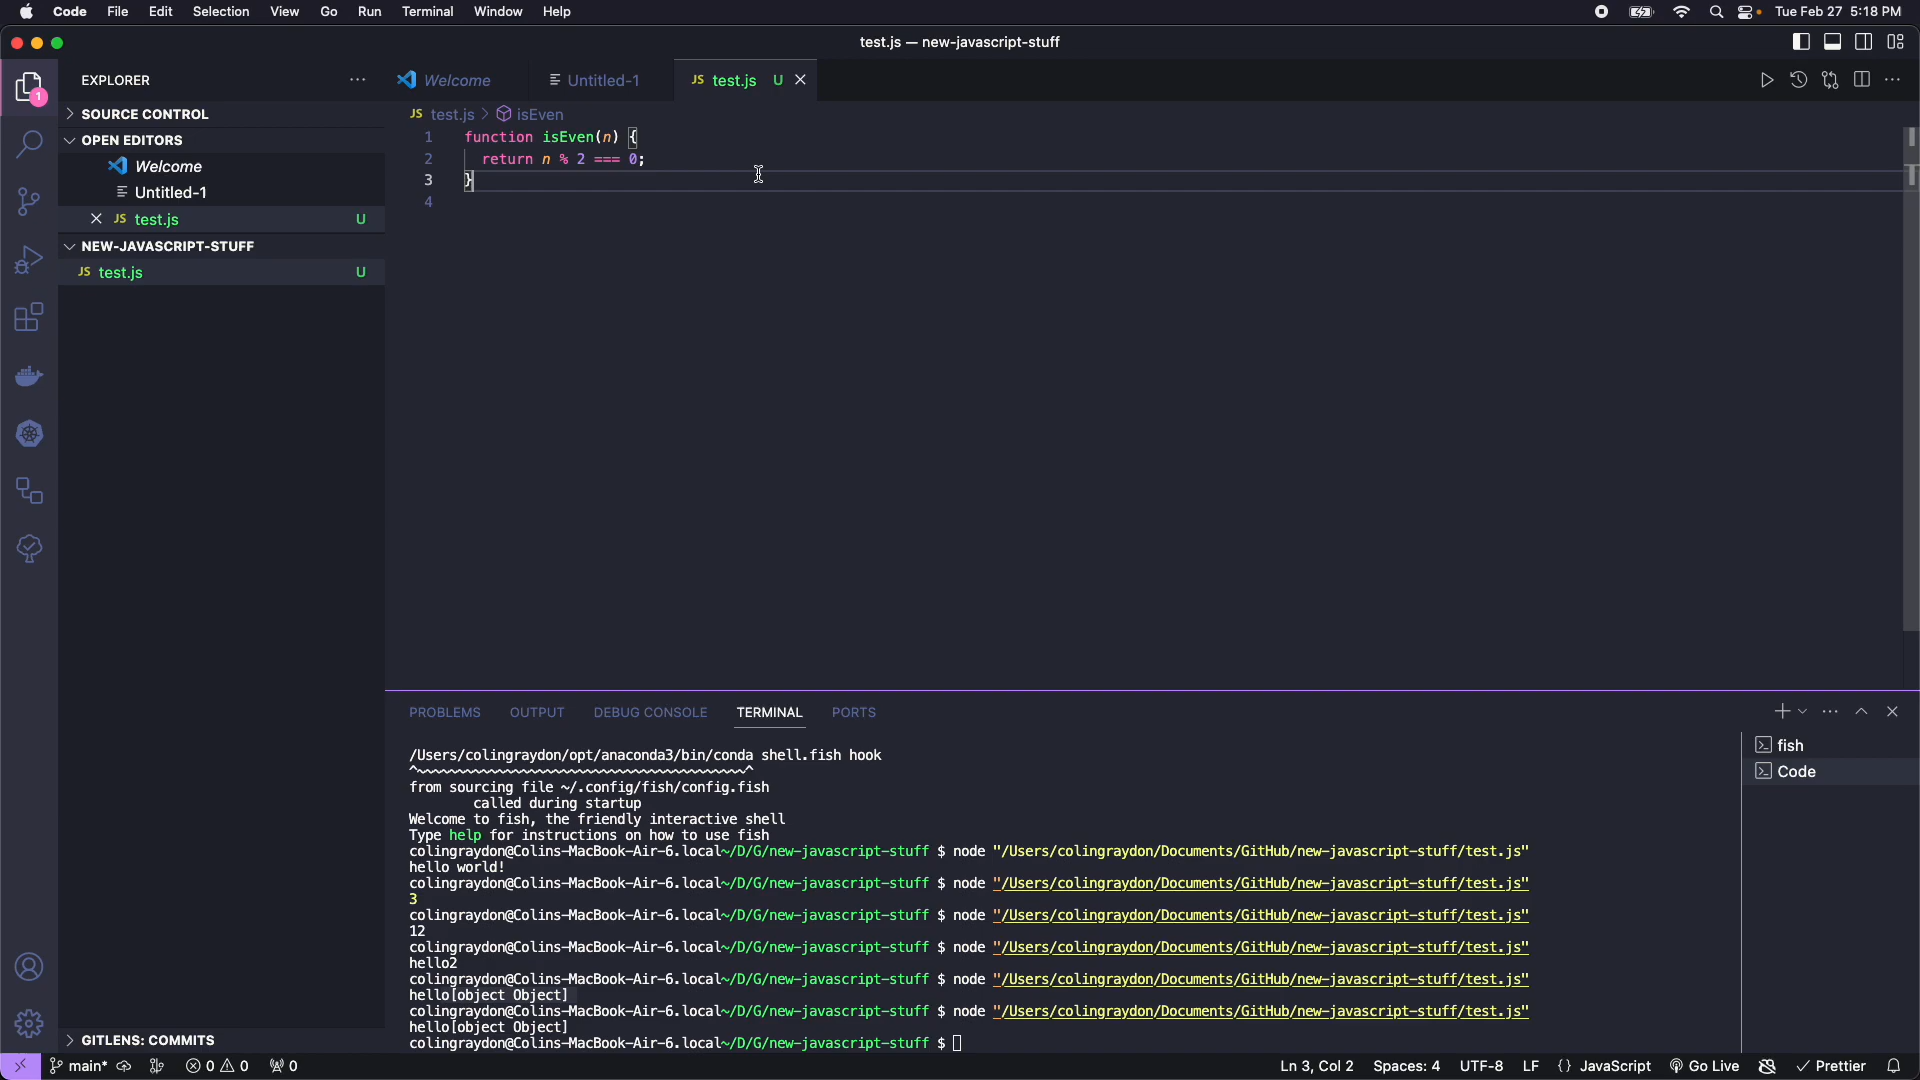 Code File Edit Selection View Go Run Terminal Window Help Tue Feb 27 5:18 PM
test.js — new-javascript-stuff
EXPLORER
Welcome Untitled-1 JS test.js U
1
SOURCE CONTROL
OPEN EDITORS
Welcome
Untitled-1
JS test.js U
NEW-JAVASCRIPT-STUFF
JS test.js U
GITLENS: COMMITS
JS test.js > isEven
1 function isEven(n) {
2 return n % 2 === 0;
3 }
4
PROBLEMS OUTPUT DEBUG CONSOLE TERMINAL PORTS
fish
Code
/Users/colingraydon/opt/anaconda3/bin/conda shell.fish hook
^~~~~~~~~~~~~~~~~~~~~~~~~~~~~~~~~~~~~~~~~~^
from sourcing file ~/.config/fish/config.fish
called during startup
Welcome to fish, the friendly interactive shell
Type help for instructions on how to use fish
colingraydon@Colins-MacBook-Air-6.local~/D/G/new-javascript-stuff $ node "/Users/colingraydon/Documents/GitHub/new-javascript-stuff/test.js"
hello world!
colingraydon@Colins-MacBook-Air-6.local~/D/G/new-javascript-stuff $ node "/Users/colingraydon/Documents/GitHub/new-javascript-stuff/test.js"
3
colingraydon@Colins-MacBook-Air-6.local~/D/G/new-javascript-stuff $ node "/Users/colingraydon/Documents/GitHub/new-javascript-stuff/test.js"
12
colingraydon@Colins-MacBook-Air-6.local~/D/G/new-javascript-stuff $ node "/Users/colingraydon/Documents/GitHub/new-javascript-stuff/test.js"
hello2
colingraydon@Colins-MacBook-Air-6.local~/D/G/new-javascript-stuff $ node "/Users/colingraydon/Documents/GitHub/new-javascript-stuff/test.js"
hello[object Object]
colingraydon@Colins-MacBook-Air-6.local~/D/G/new-javascript-stuff $ node "/Users/colingraydon/Documents/GitHub/new-javascript-stuff/test.js"
hello[object Object]
colingraydon@Colins-MacBook-Air-6.local~/D/G/new-javascript-stuff $
main* 0 0 0 Ln 3, Col 2 Spaces: 4 UTF-8 LF {} JavaScript Go Live Prettier